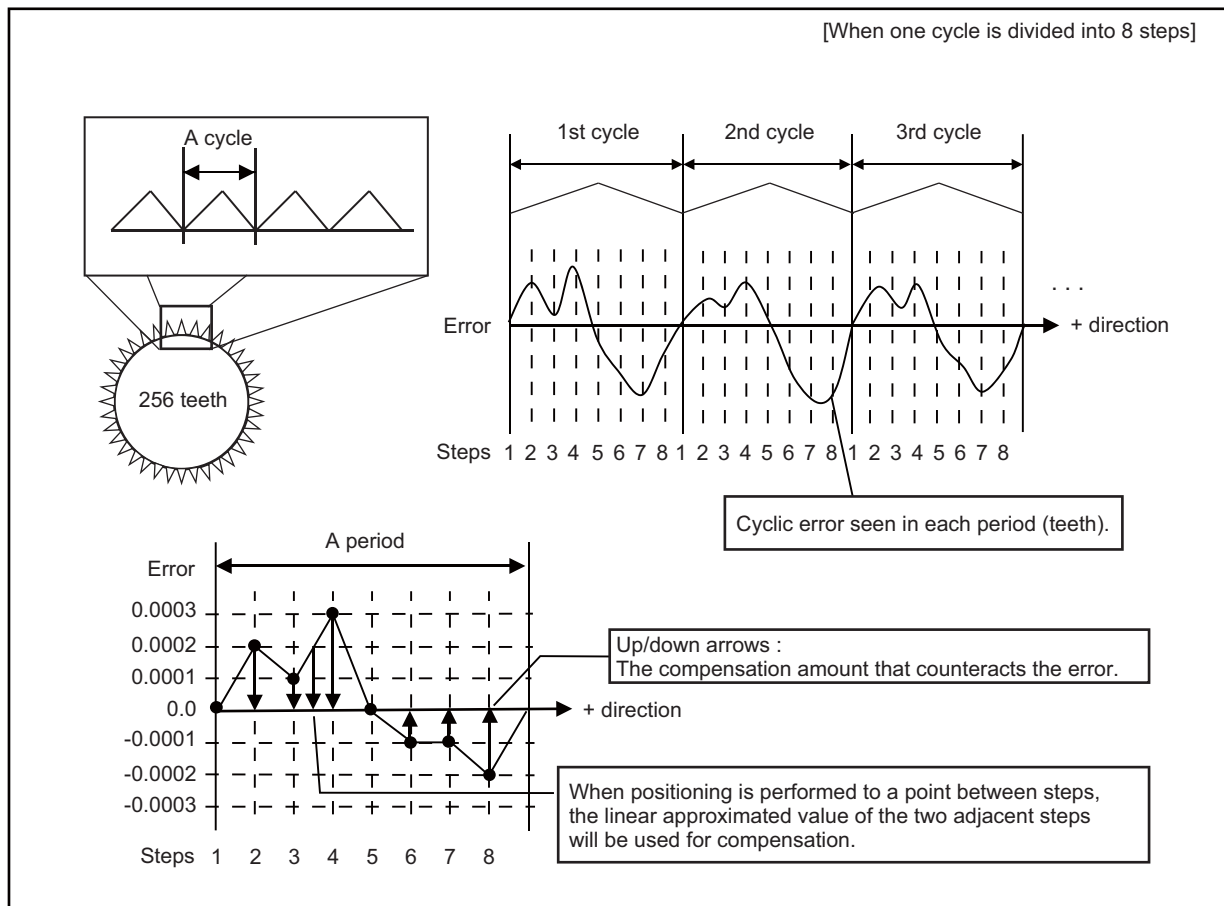 [When one cycle is divided into 8 steps]
A cycle
256 teeth
1st cycle 2nd cycle 3rd cycle
Error
+ direction
. . .
Steps 1 2 3 4 5 6 7 8 1 2 3 4 5 6 7 8 1 2 3 4 5 6 7 8
Cyclic error seen in each period (teeth).
A period
Error
0.0003
0.0002
0.0001
0.0
-0.0001
-0.0002
-0.0003
+ direction
Steps 1 2 3 4 5 6 7 8
Up/down arrows :
The compensation amount that counteracts the error.
When positioning is performed to a point between steps,
the linear approximated value of the two adjacent steps
will be used for compensation.